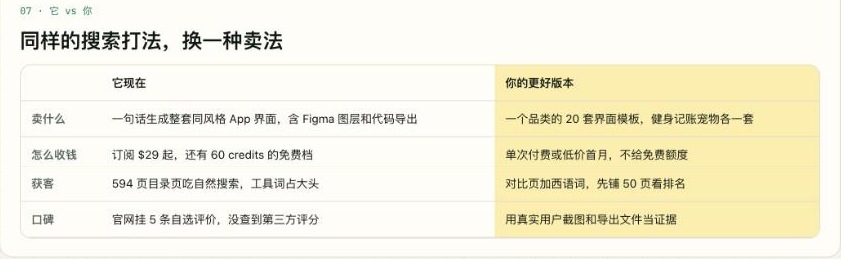 07 · 它 vs 你
同样的搜索打法，换一种卖法
它现在 你的更好版本
卖什么 一句话生成整套同风格 App 界面，含 Figma 图层和代码导出 一个品类的 20 套界面模板，健身记账宠物各一套
怎么收钱 订阅 $29 起，还有 60 credits 的免费档 单次付费或低价首月，不给免费额度
获客 594 页目录页吃自然搜索，工具词占大头 对比页加西语词，先铺 50 页看排名
口碑 官网挂 5 条自选评价，没查到第三方评分 用真实用户截图和导出文件当证据